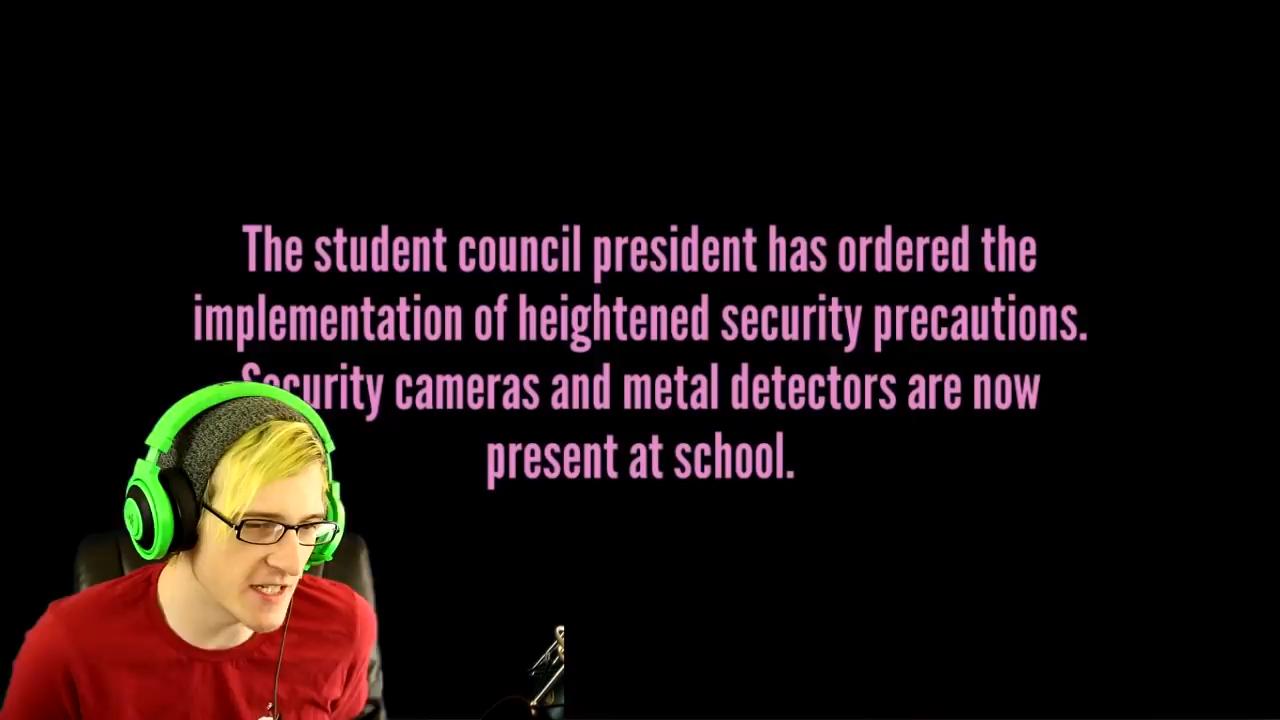 The student council president has ordered the
implementation of heightened security precautions.
Security cameras and metal detectors are now
present at school.